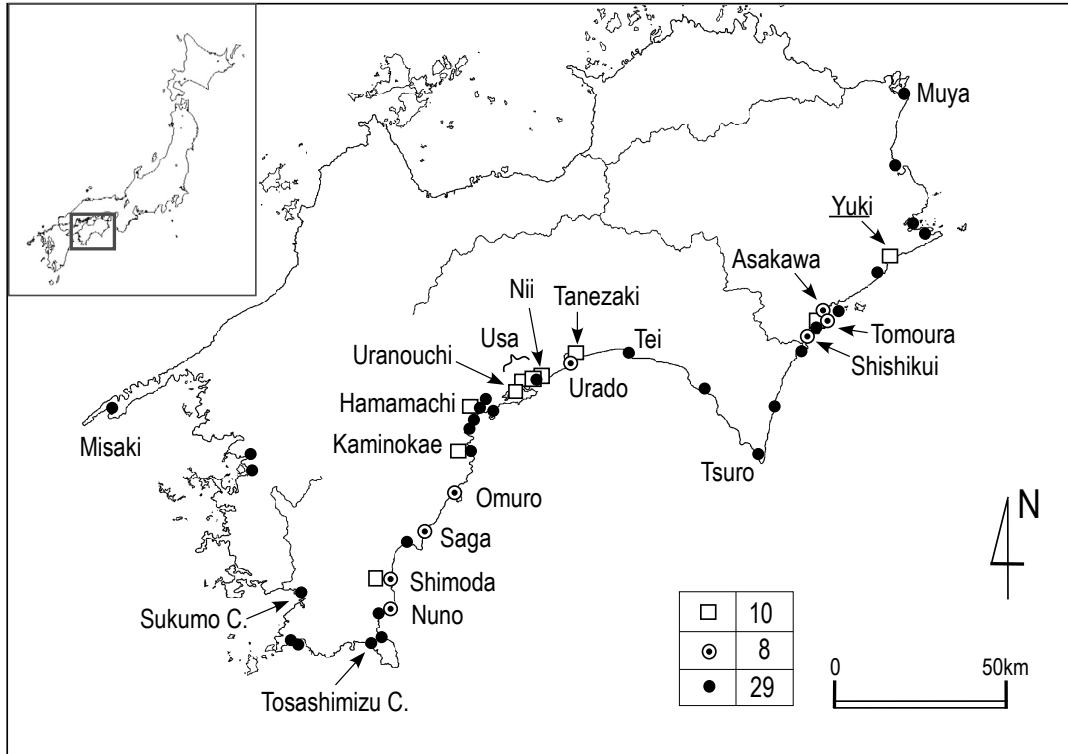 Muya
Yuki
Asakawa
Nii
Tanezaki
Usa
Tomoura
Uranouchi
Tei
Shishikui
Urado
Hamamachi
Misaki
Kaminokae
Tsuro
Omuro
N
Saga
Shimoda
Sukumo C.
Nuno
10
8
29
0 50km
Tosashimizu C.